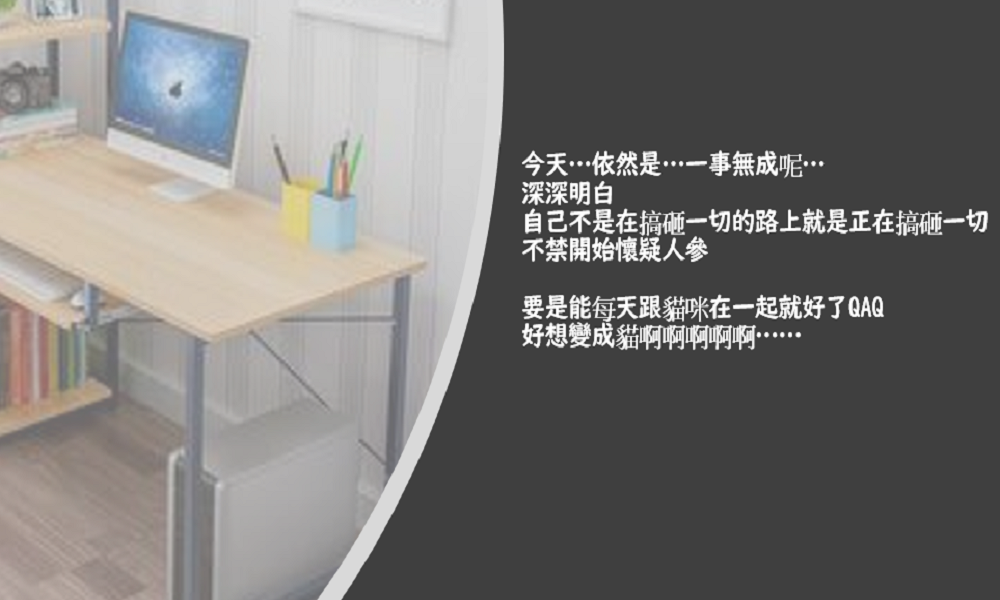 今天…依然是…一事無成呢…
深深明白
自己不是在搞砸一切的路上就是正在搞砸一切
不禁開始懷疑人參
要是能每天跟貓咪在一起就好了QAQ
好想變成貓啊啊啊啊啊……